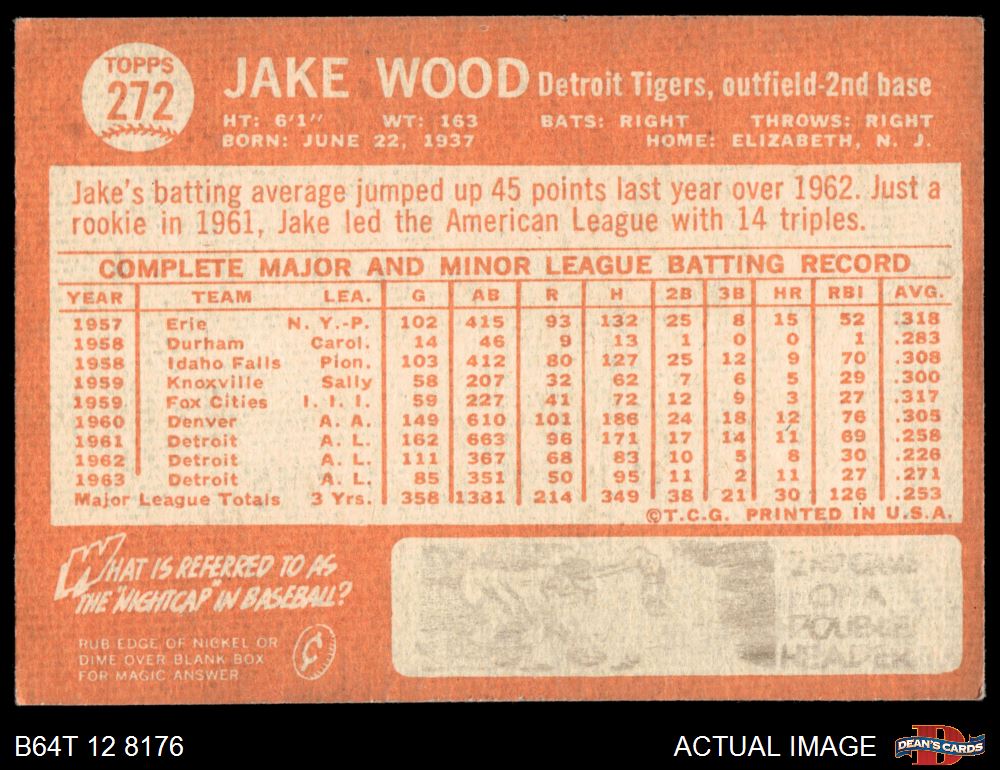 TOPPS
272
JAKE WOOD Detroit Tigers, outfield-2nd base
HT: 6'1" WT: 163 BATS: RIGHT THROWS: RIGHT
BORN: JUNE 22, 1937 HOME: ELIZABETH, N. J.
Jake's batting average jumped up 45 points last year over 1962. Just a
rookie in 1961, Jake led the American League with 14 triples.
COMPLETE MAJOR AND MINOR LEAGUE BATTING RECORD
YEAR TEAM LEA. G AB R H 2B 3B HR RBI AVG.
1957 Erie N. Y.-P. 102 415 93 132 25 8 15 52 .318
1958 Durham Carol. 14 46 9 13 1 0 0 1 .283
1958 Idaho Falls Pion. 103 412 80 127 25 12 9 70 .308
1959 Knoxville Sally 58 207 32 62 7 6 5 29 .300
1959 Fox Cities I. I. I. 59 227 41 72 12 9 3 27 .317
1960 Denver A. A. 149 610 101 186 24 18 12 76 .305
1961 Detroit A. L. 162 663 96 171 17 14 11 69 .258
1962 Detroit A. L. 111 367 68 83 10 5 8 30 .226
1963 Detroit A. L. 85 351 50 95 11 2 11 27 .271
Major League Totals 3 Yrs. 358 1381 214 349 38 21 30 126 .253
©T.C.G. PRINTED IN U.S.A.
WHAT IS REFERRED TO AS
THE "NIGHTCAP" IN BASEBALL?
RUB EDGE OF NICKEL OR
DIME OVER BLANK BOX
FOR MAGIC ANSWER
¢
2ND GAME
OF A
DOUBLE
HEADER
B64T 12 8176
ACTUAL IMAGE
DEAN'S CARDS